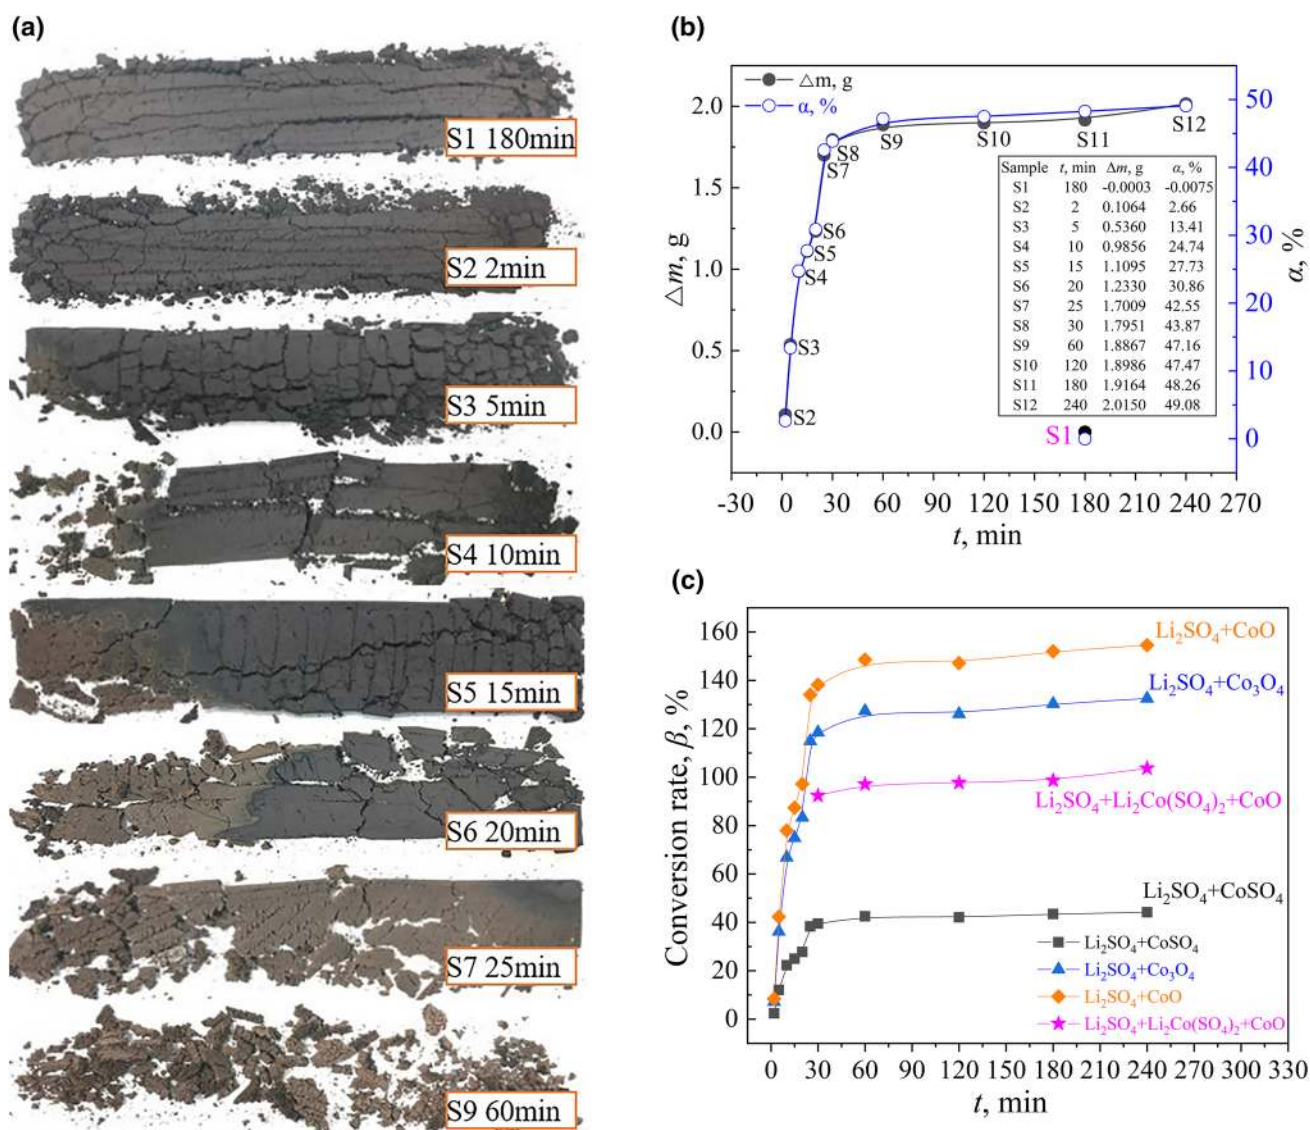 (a)
S1 180min
S2 2min
S3 5min
S4 10min
S5 15min
S6 20min
S7 25min
S9 60min
(b)
△m, g
α, %
2.0
1.5
1.0
0.5
0.0
△m, g
50
40
30
20
10
0
α, %
S2
S3
S4
S5
S6
S7
S8
S9
S10
S11
S12
S1
Sample t, min Δm, g α, %
S1 180 -0.0003 -0.0075
S2 2 0.1064 2.66
S3 5 0.5360 13.41
S4 10 0.9856 24.74
S5 15 1.1095 27.73
S6 20 1.2330 30.86
S7 25 1.7009 42.55
S8 30 1.7951 43.87
S9 60 1.8867 47.16
S10 120 1.8986 47.47
S11 180 1.9164 48.26
S12 240 2.0150 49.08
-30 0 30 60 90 120 150 180 210 240 270
t, min
(c)
160
140
120
100
80
60
40
20
0
Conversion rate, β, %
Li₂SO₄+CoO
Li₂SO₄+Co₃O₄
Li₂SO₄+Li₂Co(SO₄)₂+CoO
Li₂SO₄+CoSO₄
Li₂SO₄+CoSO₄
Li₂SO₄+Co₃O₄
Li₂SO₄+CoO
Li₂SO₄+Li₂Co(SO₄)₂+CoO
0 30 60 90 120 150 180 210 240 270 300 330
t, min